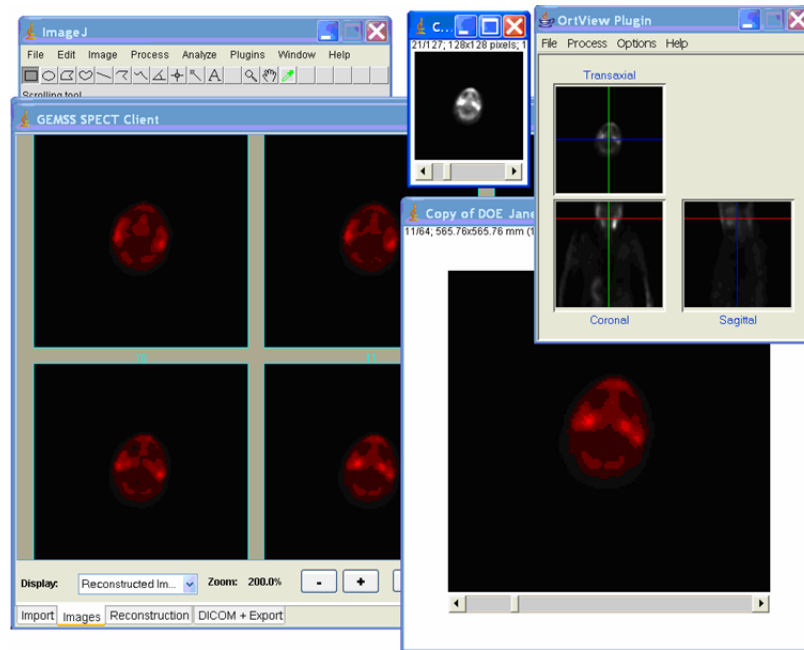 ImageJ
File Edit Image Process Analyze Plugins Window Help
Scrolling tool
C...
21/127; 128x128 pixels; 1
OrtView Plugin
File Process Options Help
Transaxial
Coronal
Sagittal
GEMSS SPECT Client
10
11
Display: Reconstructed Im... Zoom: 200.0% - +
Import Images Reconstruction DICOM + Export
Copy of DOE Jane
11/64; 565.76x565.76 mm (1